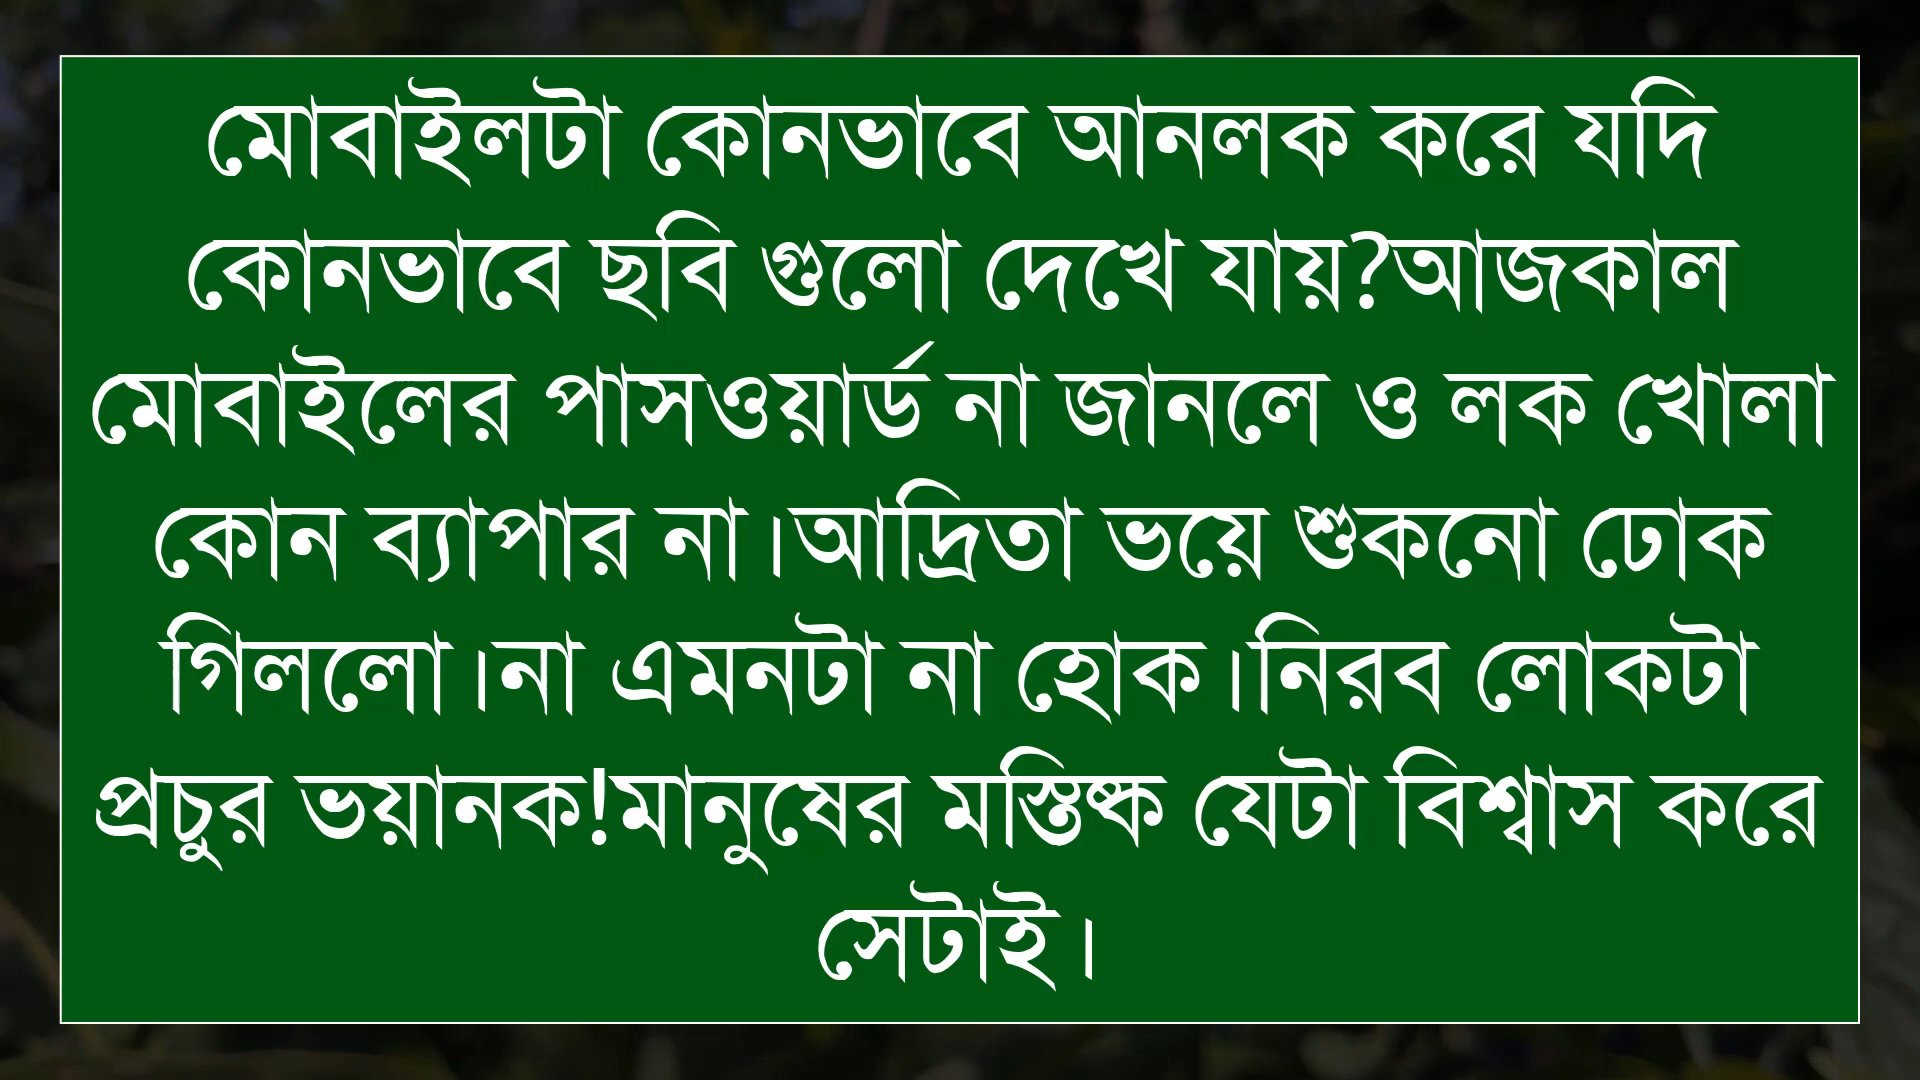 মোবাইলটা কোনভাবে আনলক করে যদি
কোনভাবে ছবি গুলো দেখে যায়?আজকাল
মোবাইলের পাসওয়ার্ড না জানলে ও লক খোলা
কোন ব্যাপার না।আদ্রিতা ভয়ে শুকনো ঢোক
গিললো।না এমনটা না হোক।নিরব লোকটা
প্রচুর ভয়ানক!মানুষের মস্তিষ্ক যেটা বিশ্বাস করে
সেটাই।